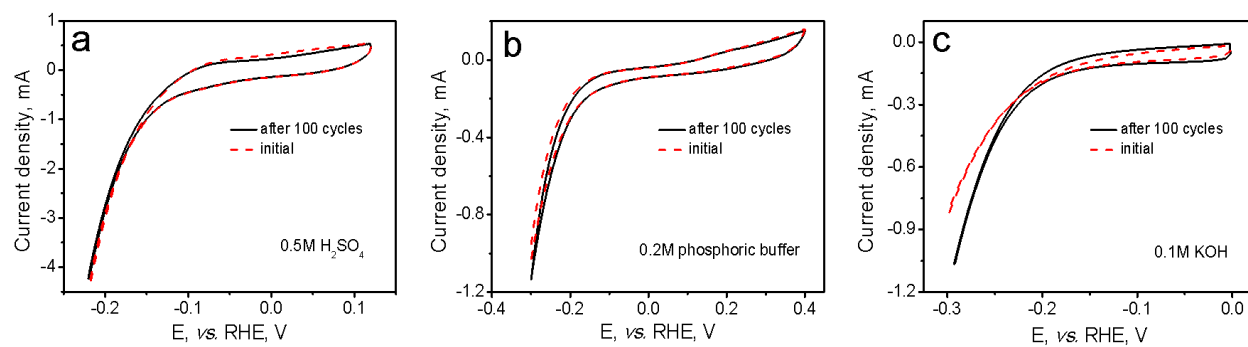 a
Current density, mA
1
0
-1
-2
-3
-4
-0.2
-0.1
0.0
0.1
E, vs. RHE, V
after 100 cycles
initial
0.5M H₂SO₄
b
Current density, mA
0.0
-0.4
-0.8
-1.2
-0.4
-0.2
0.0
0.2
0.4
E, vs. RHE, V
after 100 cycles
initial
0.2M phosphoric buffer
c
Current density, mA
0.0
-0.3
-0.6
-0.9
-1.2
-0.3
-0.2
-0.1
0.0
E, vs. RHE, V
after 100 cycles
initial
0.1M KOH